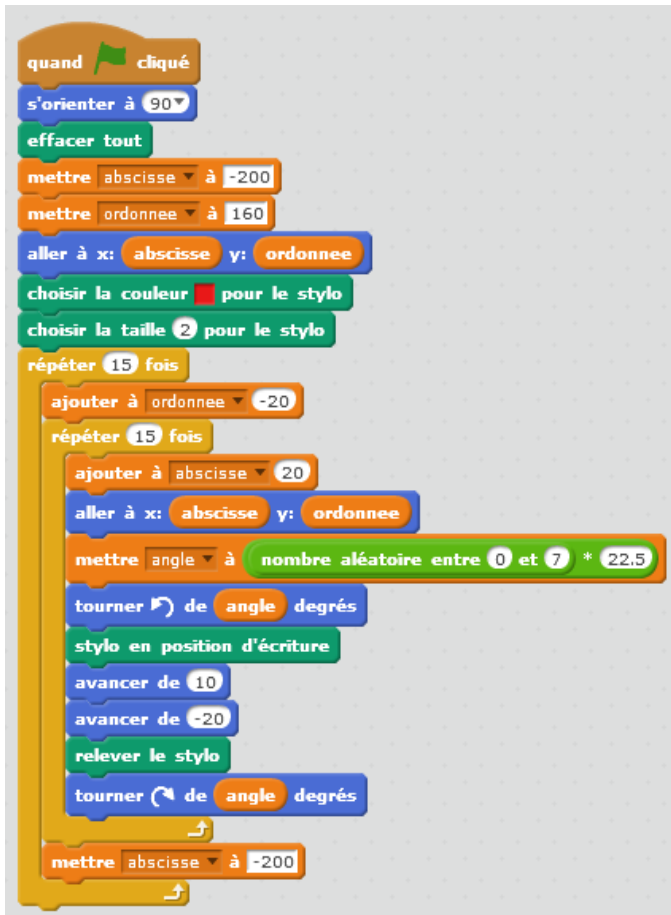 quand cliqué
s'orienter à 90
effacer tout
mettre abscisse à -200
mettre ordonnee à 160
aller à x: abscisse y: ordonnee
choisir la couleur pour le stylo
choisir la taille 2 pour le stylo
répéter 15 fois
ajouter à ordonnee -20
répéter 15 fois
ajouter à abscisse 20
aller à x: abscisse y: ordonnee
mettre angle à nombre aléatoire entre 0 et 7 * 22.5
tourner de angle degrés
stylo en position d'écriture
avancer de 10
avancer de -20
relever le stylo
tourner de angle degrés
mettre abscisse à -200